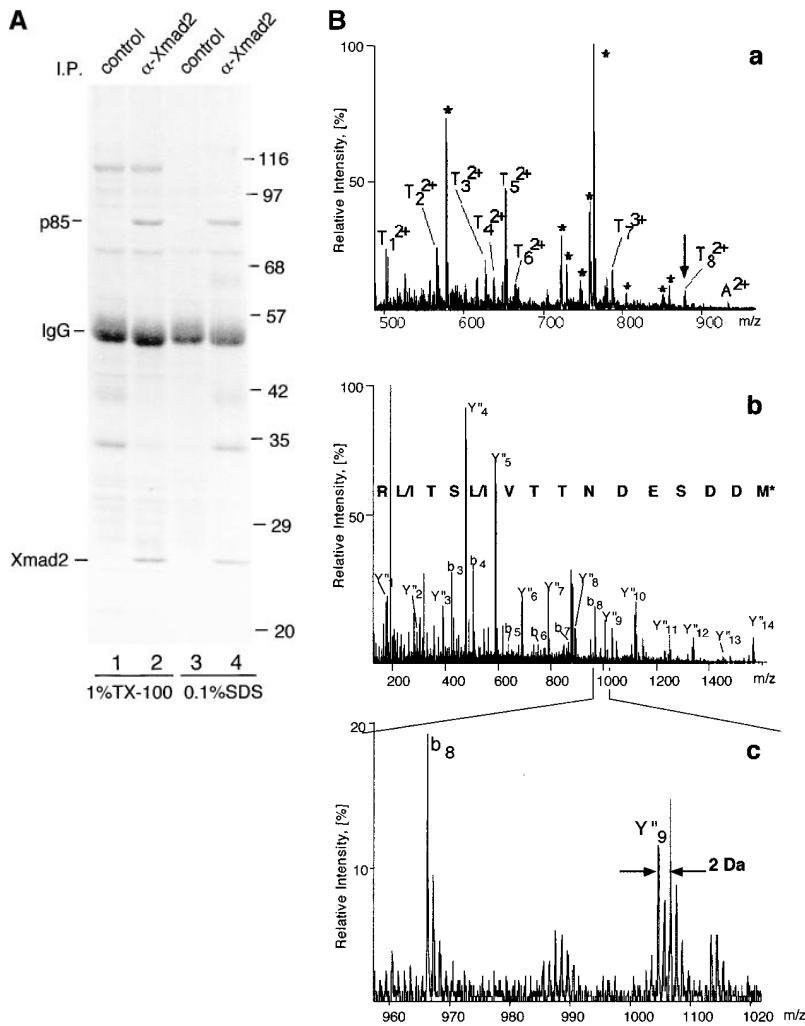 A
I.P. control α-Xmad2 control α-Xmad2
116
97
p85
68
57
IgG
42
35
29
Xmad2
20
1 2 3 4
1%TX-100 0.1%SDS
B
a
Relative Intensity, [%]
100
50
T1 2+ T2 2+ * T3 2+ T4 2+ T5 2+ T6 2+ * * * * * * T7 3+ * * * T8 2+ A 2+
500 600 700 800 900 m/z
b
Relative Intensity, [%]
100
50
R L/I T S L/I V T T N D E S D D M*
Y"1 Y"2 Y"3 b3 Y"4 b4 Y"5 b5 Y"6 b6 Y"7 b7 Y"8 b8 Y"9 Y"10 Y"11 Y"12 Y"13 Y"14
200 400 600 800 1000 1200 1400 m/z
c
Relative Intensity, [%]
20
10
b8
Y"9
2 Da
960 970 980 990 1000 1010 1020 m/z